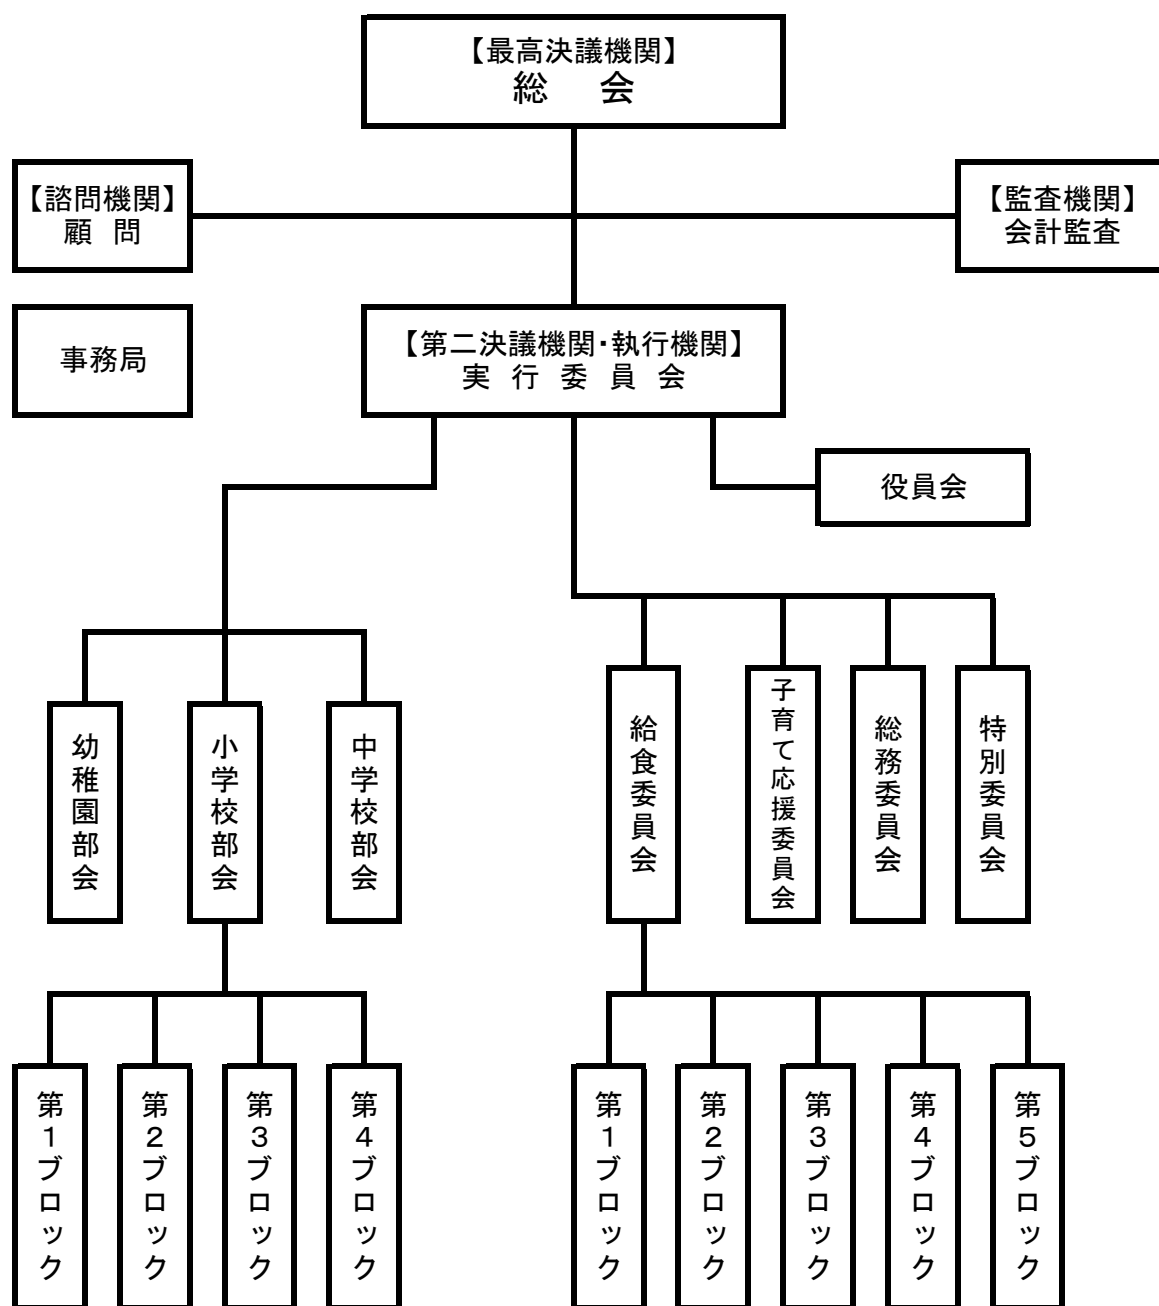 【最高決議機関】
総　会
【諮問機関】
顧　問
【監査機関】
会計監査
事務局
【第二決議機関・執行機関】
実　行　委　員　会
役員会
幼稚園部会
小学校部会
中学校部会
給食委員会
子育て応援委員会
総務委員会
特別委員会
第１ブロック
第２ブロック
第３ブロック
第４ブロック
第１ブロック
第２ブロック
第３ブロック
第４ブロック
第５ブロック